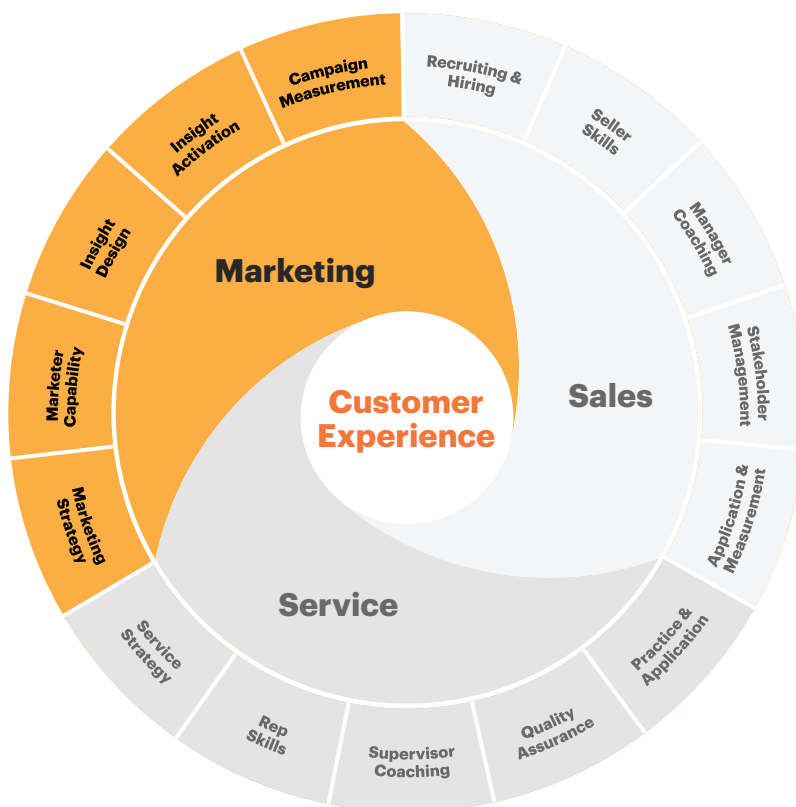 Campaign
Measurement
Recruiting &
Hiring
Seller
Skills
Manager
Coaching
Stakeholder
Management
Application &
Measurement
Practice &
Application
Quality
Assurance
Supervisor
Coaching
Rep
Skills
Service
Strategy
Marketing
Strategy
Marketer
Capability
Insight
Design
Insight
Activation
Marketing
Sales
Service
Customer
Experience